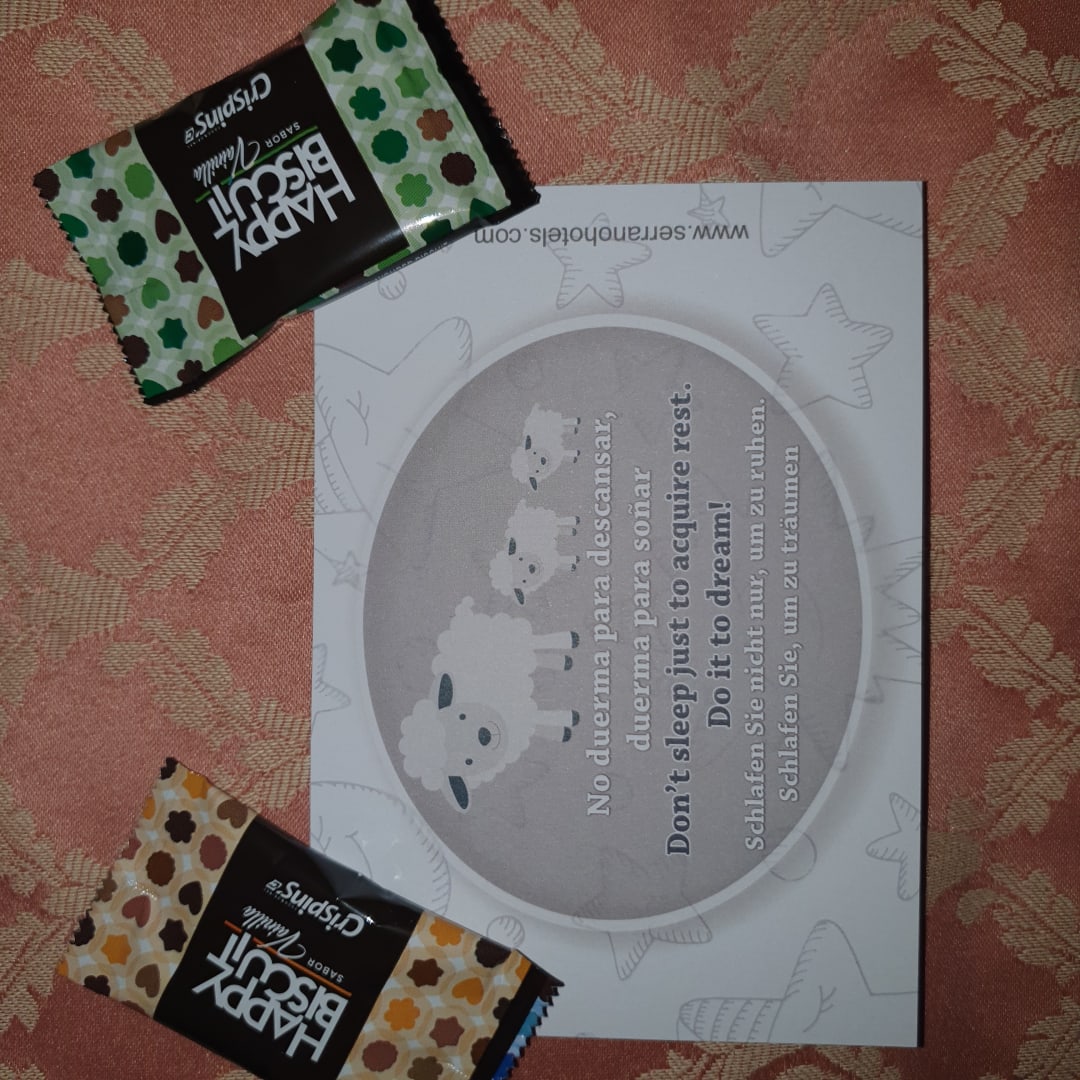 No duerma para descansar,
duerma para soñar
Don't sleep just to acquire rest.
Do it to dream!
Schlafen Sie nicht nur, um zu ruhen.
Schlafen Sie, um zu träumen
www.serranohotels.com
HAPPY
BISCUIT
SABOR Vainilla
Crispins
HAPPY
BISCUIT
SABOR Vainilla
Crispins